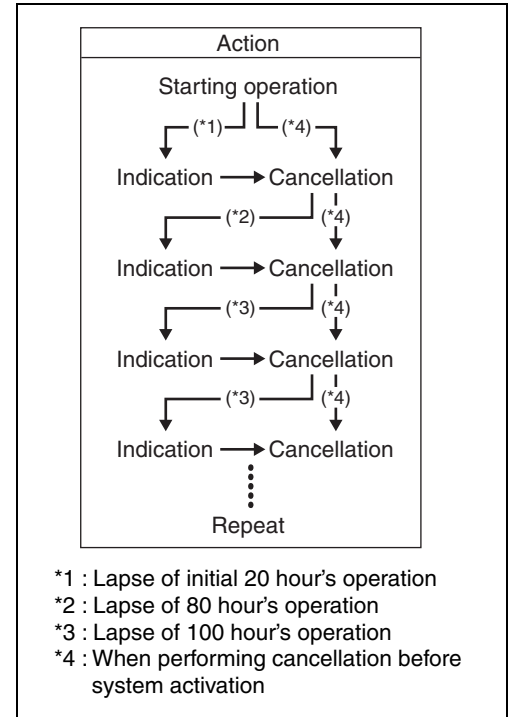 Action
Starting operation
(*1) (*4)
Indication Cancellation
(*2) (*4)
Indication Cancellation
(*3) (*4)
Indication Cancellation
(*3) (*4)
Indication Cancellation
Repeat
*1 : Lapse of initial 20 hour's operation
*2 : Lapse of 80 hour's operation
*3 : Lapse of 100 hour's operation
*4 : When performing cancellation before
system activation